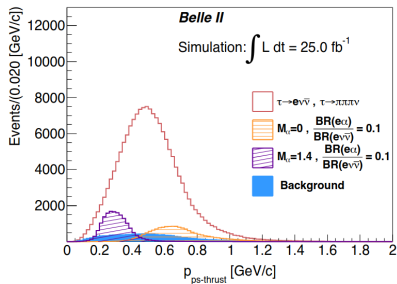 Belle II
Simulation: ∫ L dt = 25.0 fb⁻¹
Events/(0.020 [GeV/c])
12000
10000
8000
6000
4000
2000
0
τ→eνν̄ , τ→πππν
Mα=0 , BR(eα)/BR(eνν̄) = 0.1
Mα=1.4 , BR(eα)/BR(eνν̄) = 0.1
Background
0 0.2 0.4 0.6 0.8 1 1.2 1.4 1.6 1.8 2
p ps-thrust [GeV/c]